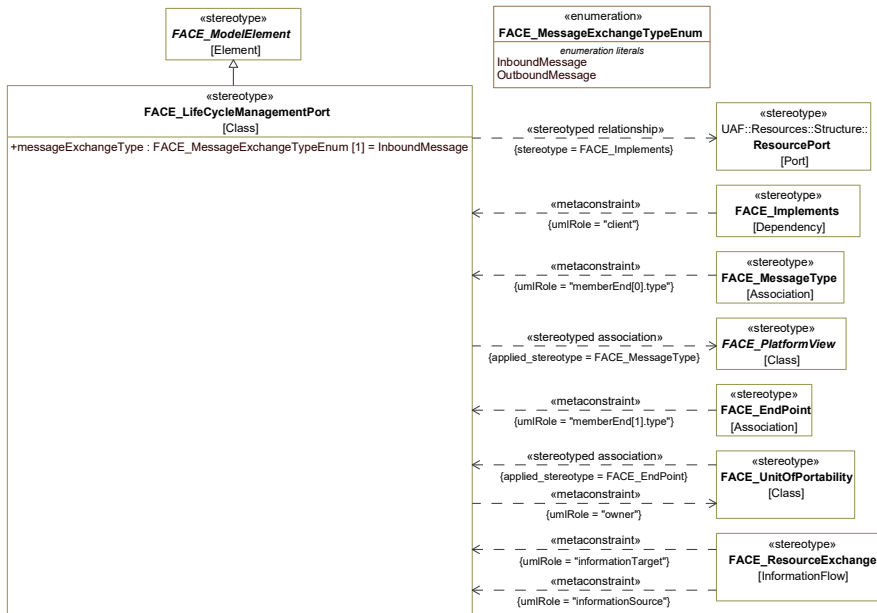 «stereotype»
FACE_ModelElement
[Element]
«enumeration»
FACE_MessageExchangeTypeEnum
enumeration literals
InboundMessage
OutboundMessage
«stereotype»
FACE_LifeCycleManagementPort
[Class]
+messageExchangeType : FACE_MessageExchangeTypeEnum [1] = InboundMessage
«stereotyped relationship»
{stereotype = FACE_Implements}
«stereotype»
UAF::Resources::Structure::
ResourcePort
[Port]
«metaconstraint»
{umlRole = "client"}
«stereotype»
FACE_Implements
[Dependency]
«metaconstraint»
{umlRole = "memberEnd[0].type"}
«stereotype»
FACE_MessageType
[Association]
«stereotyped association»
{applied_stereotype = FACE_MessageType}
«stereotype»
FACE_PlatformView
[Class]
«metaconstraint»
{umlRole = "memberEnd[1].type"}
«stereotype»
FACE_EndPoint
[Association]
«stereotyped association»
{applied_stereotype = FACE_EndPoint}
«metaconstraint»
{umlRole = "owner"}
«stereotype»
FACE_UnitOfPortability
[Class]
«metaconstraint»
{umlRole = "informationTarget"}
«metaconstraint»
{umlRole = "informationSource"}
«stereotype»
FACE_ResourceExchange
[InformationFlow]